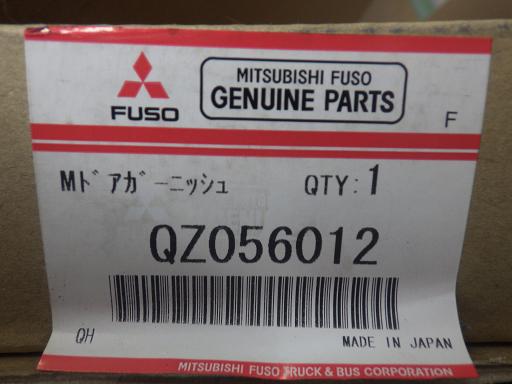 FUSO
MITSUBISHI FUSO
GENUINE PARTS
F
Mﾄﾞｱｶﾞｰﾆｯｼｭ QTY: 1
QZ056012
QH MADE IN JAPAN
MITSUBISHI FUSO TRUCK & BUS CORPORATION